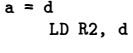 a = d
LD R2, d